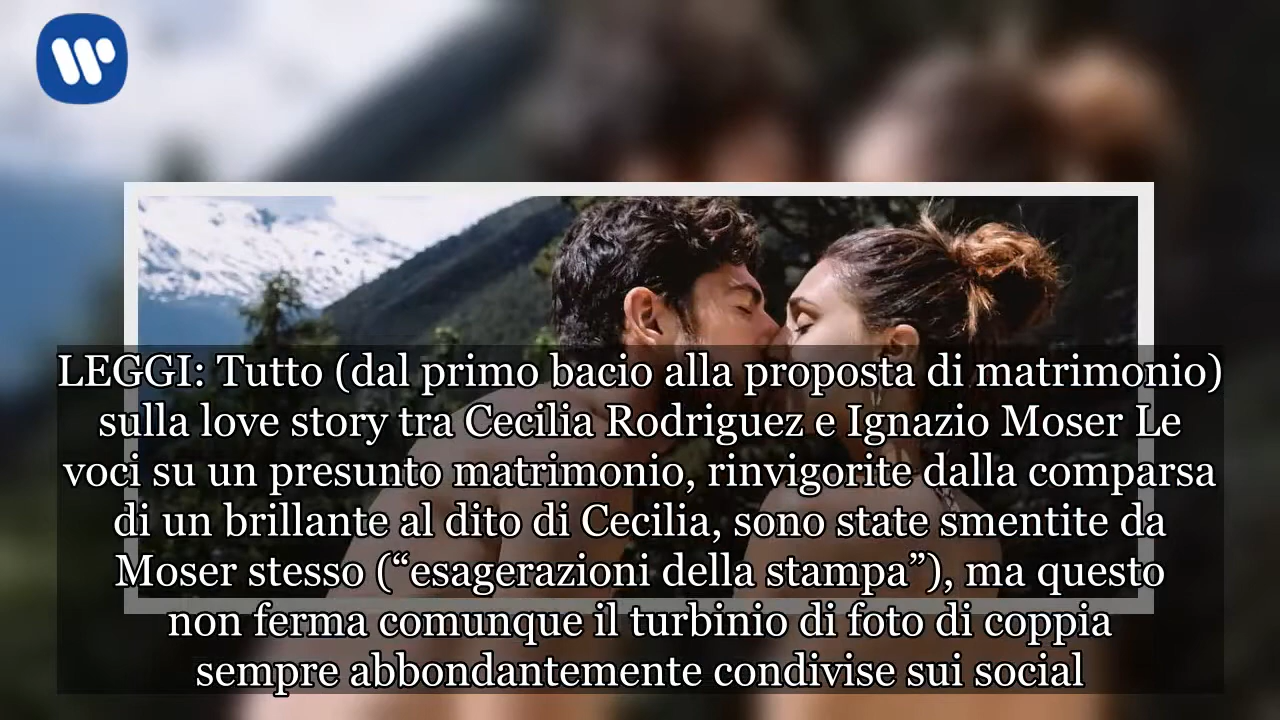 LEGGI: Tutto (dal primo bacio alla proposta di matrimonio)
sulla love story tra Cecilia Rodriguez e Ignazio Moser Le
voci su un presunto matrimonio, rinvigorite dalla comparsa
di un brillante al dito di Cecilia, sono state smentite da
Moser stesso (“esagerazioni della stampa”), ma questo
non ferma comunque il turbinio di foto di coppia
sempre abbondantemente condivise sui social